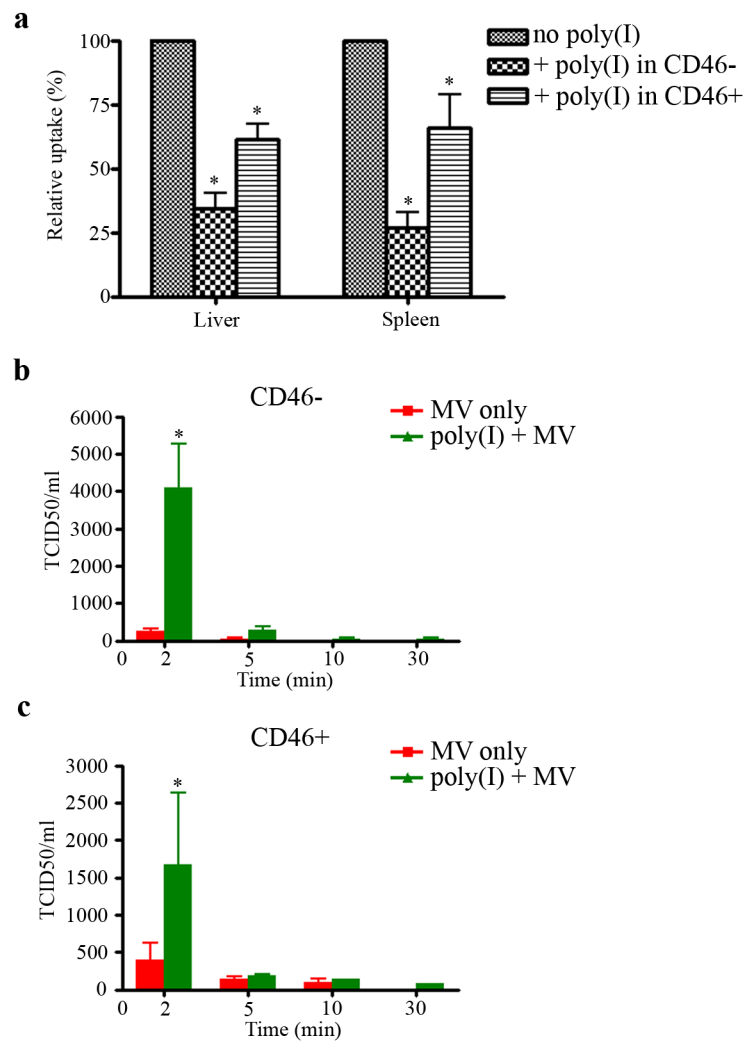 a
no poly(I)
+ poly(I) in CD46-
+ poly(I) in CD46+
Relative uptake (%)
100
75
50
25
0
*
*
*
*
Liver
Spleen
b
CD46-
MV only
poly(I) + MV
TCID50/ml
6000
5000
4000
3000
2000
1000
0
*
0 2 5 10 30
Time (min)
c
CD46+
MV only
poly(I) + MV
TCID50/ml
3000
2500
2000
1500
1000
500
0
*
0 2 5 10 30
Time (min)